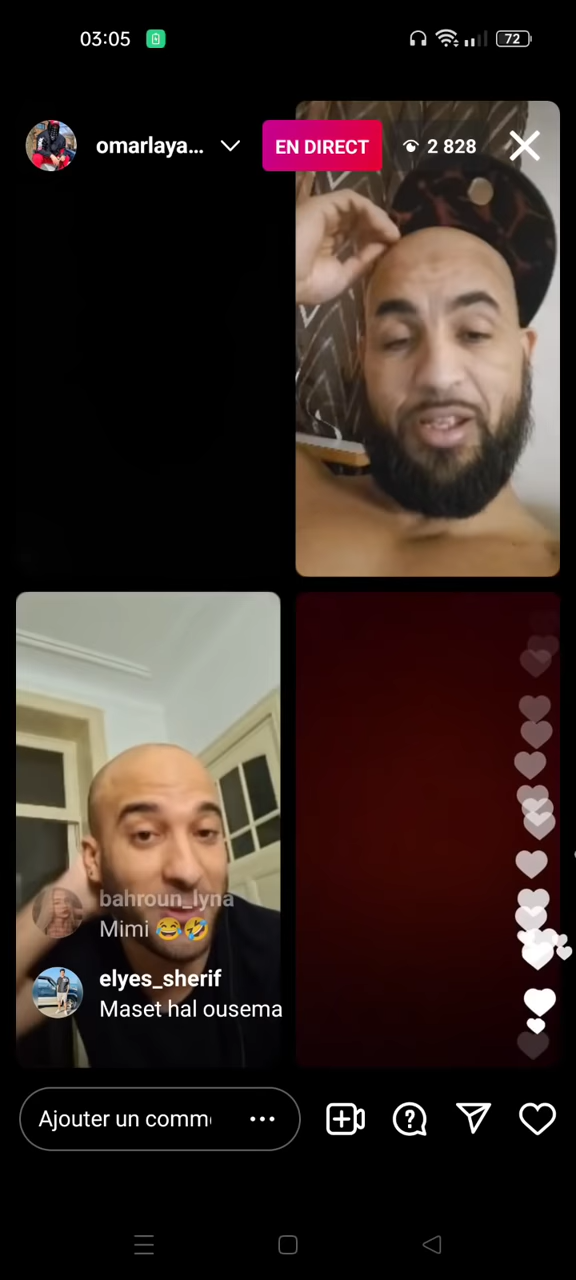 03:05
72
omarlaya...
EN DIRECT
2 828
bahroun_lyna
Mimi 😂🤣
elyes_sherif
Maset hal ousema
Ajouter un comm